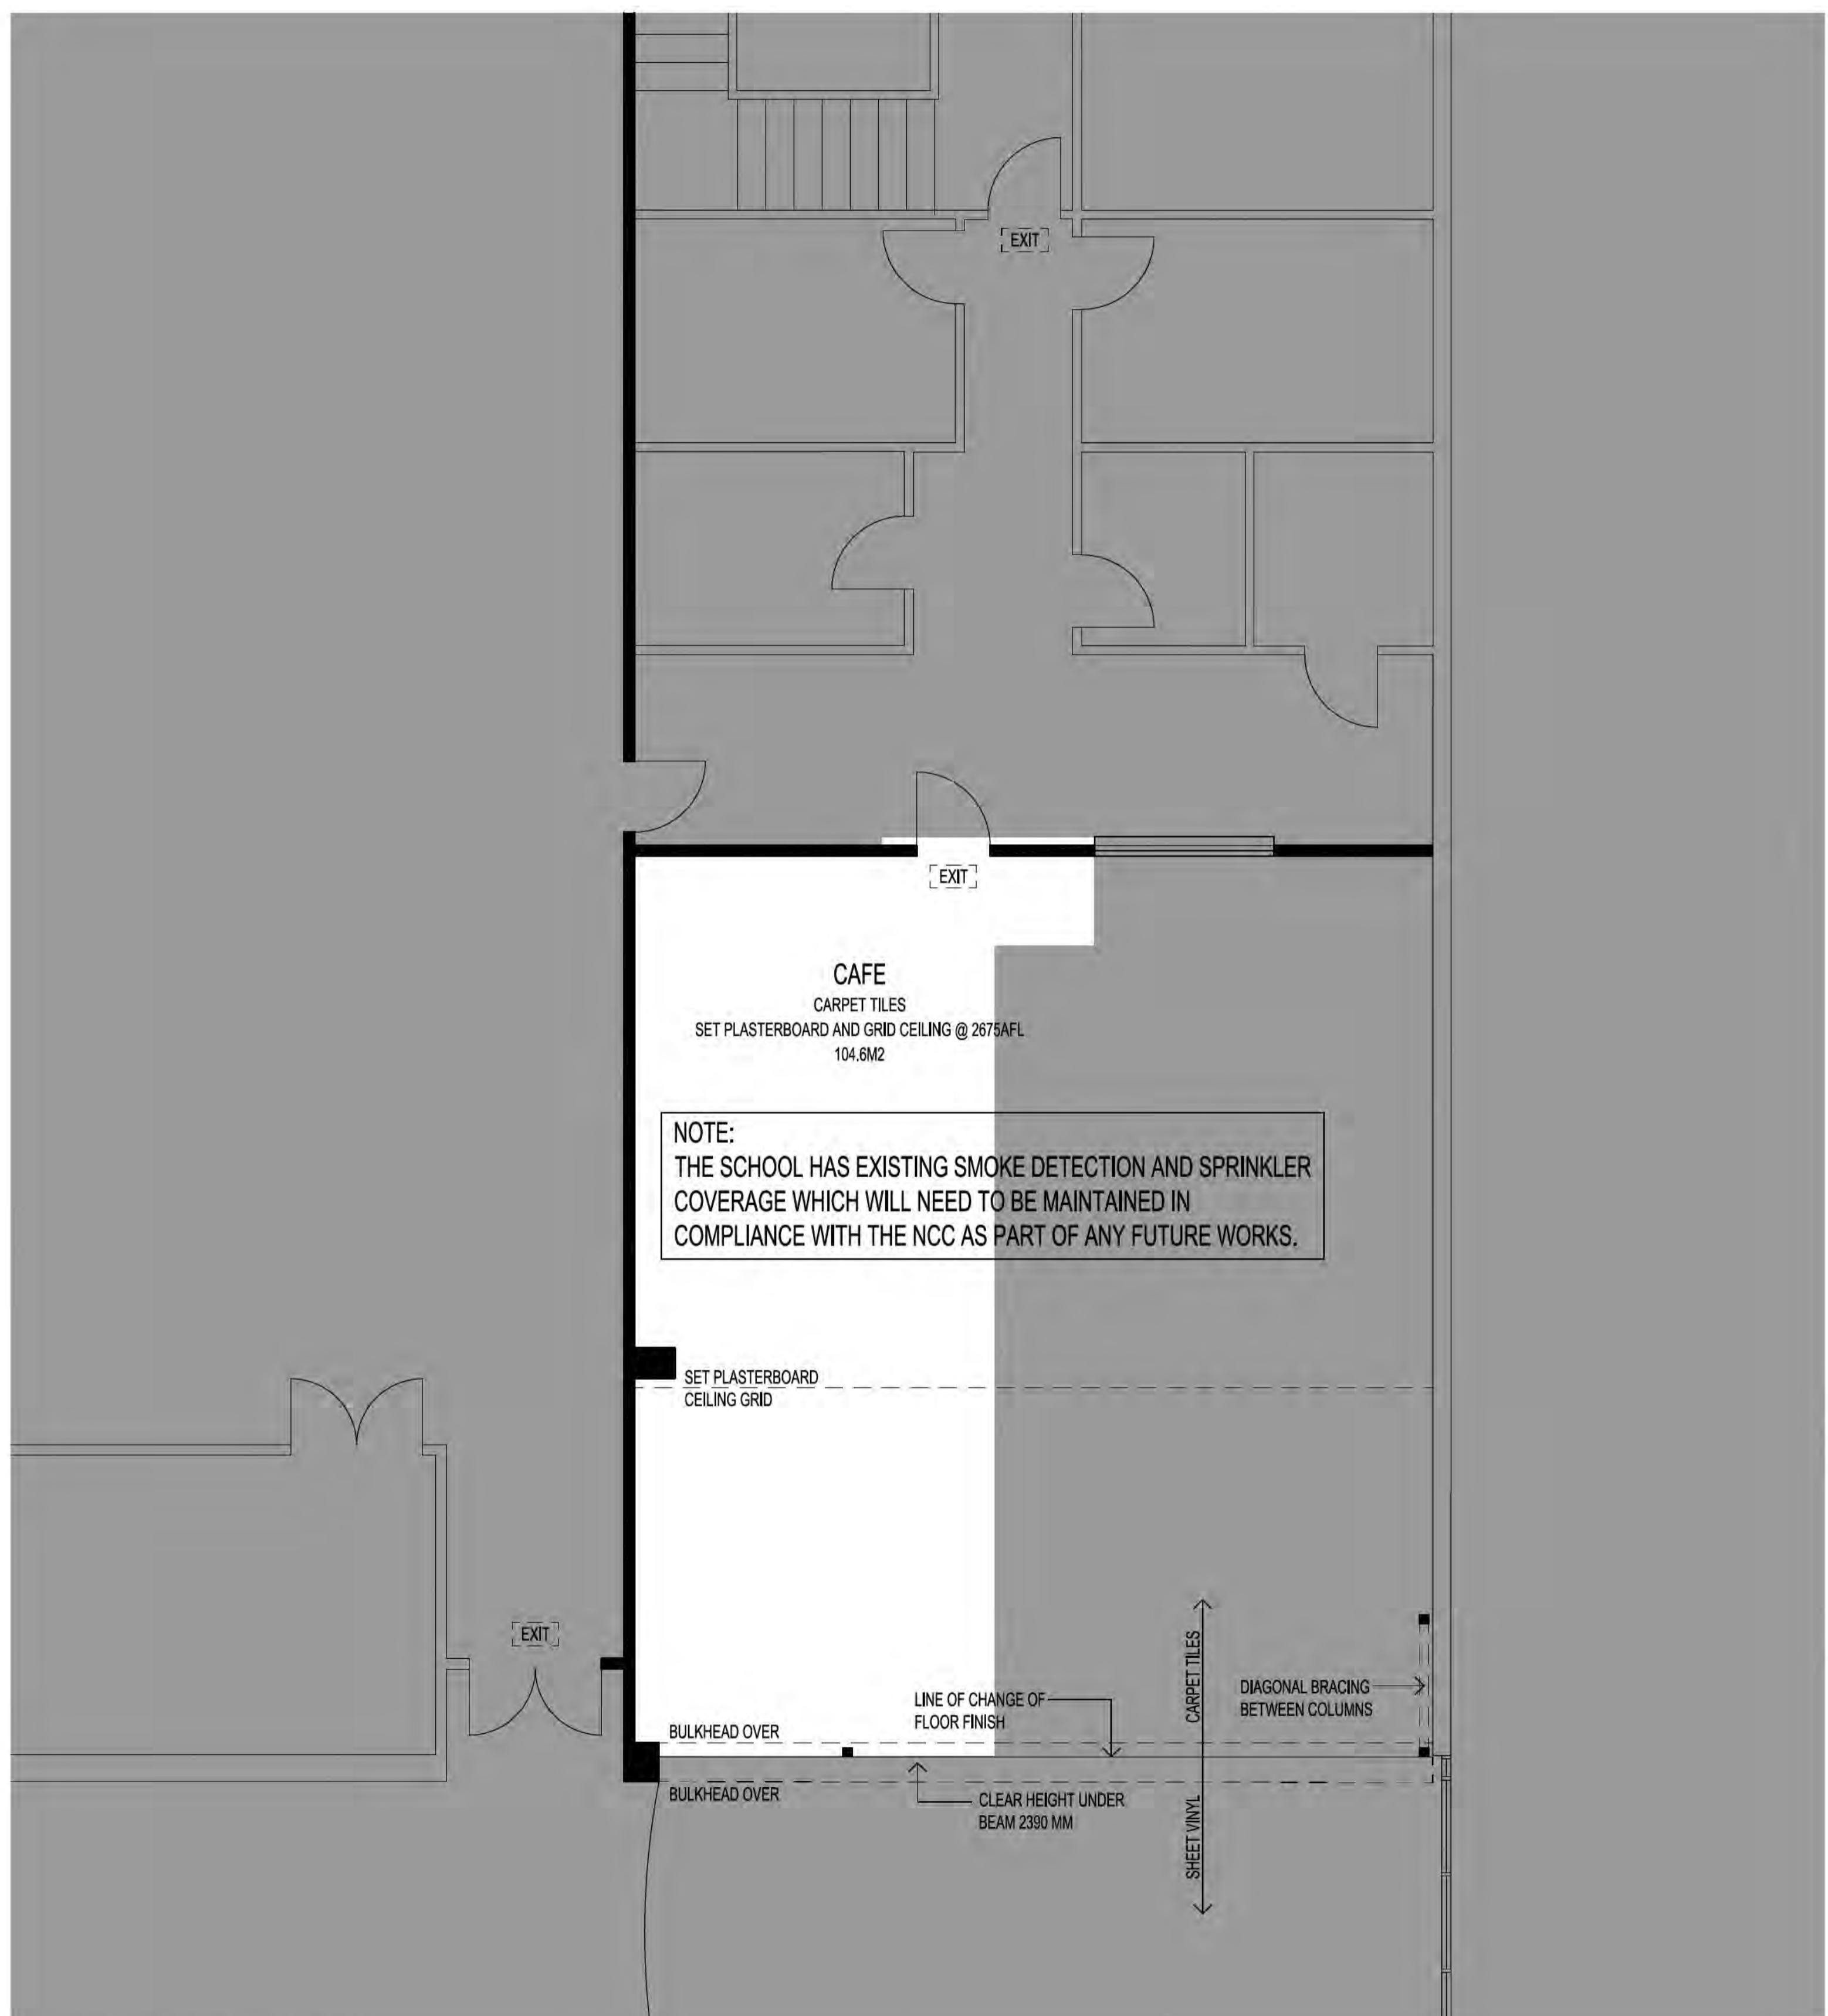 EXIT
EXIT
CAFE
CARPET TILES
SET PLASTERBOARD AND GRID CEILING @ 2675AFL
104.6M2
NOTE:
THE SCHOOL HAS EXISTING SMOKE DETECTION AND SPRINKLER
COVERAGE WHICH WILL NEED TO BE MAINTAINED IN
COMPLIANCE WITH THE NCC AS PART OF ANY FUTURE WORKS.
SET PLASTERBOARD
CEILING GRID
EXIT
CARPET TILES
DIAGONAL BRACING
BETWEEN COLUMNS
LINE OF CHANGE OF
FLOOR FINISH
BULKHEAD OVER
BULKHEAD OVER
CLEAR HEIGHT UNDER
BEAM 2390 MM
SHEET VINYL